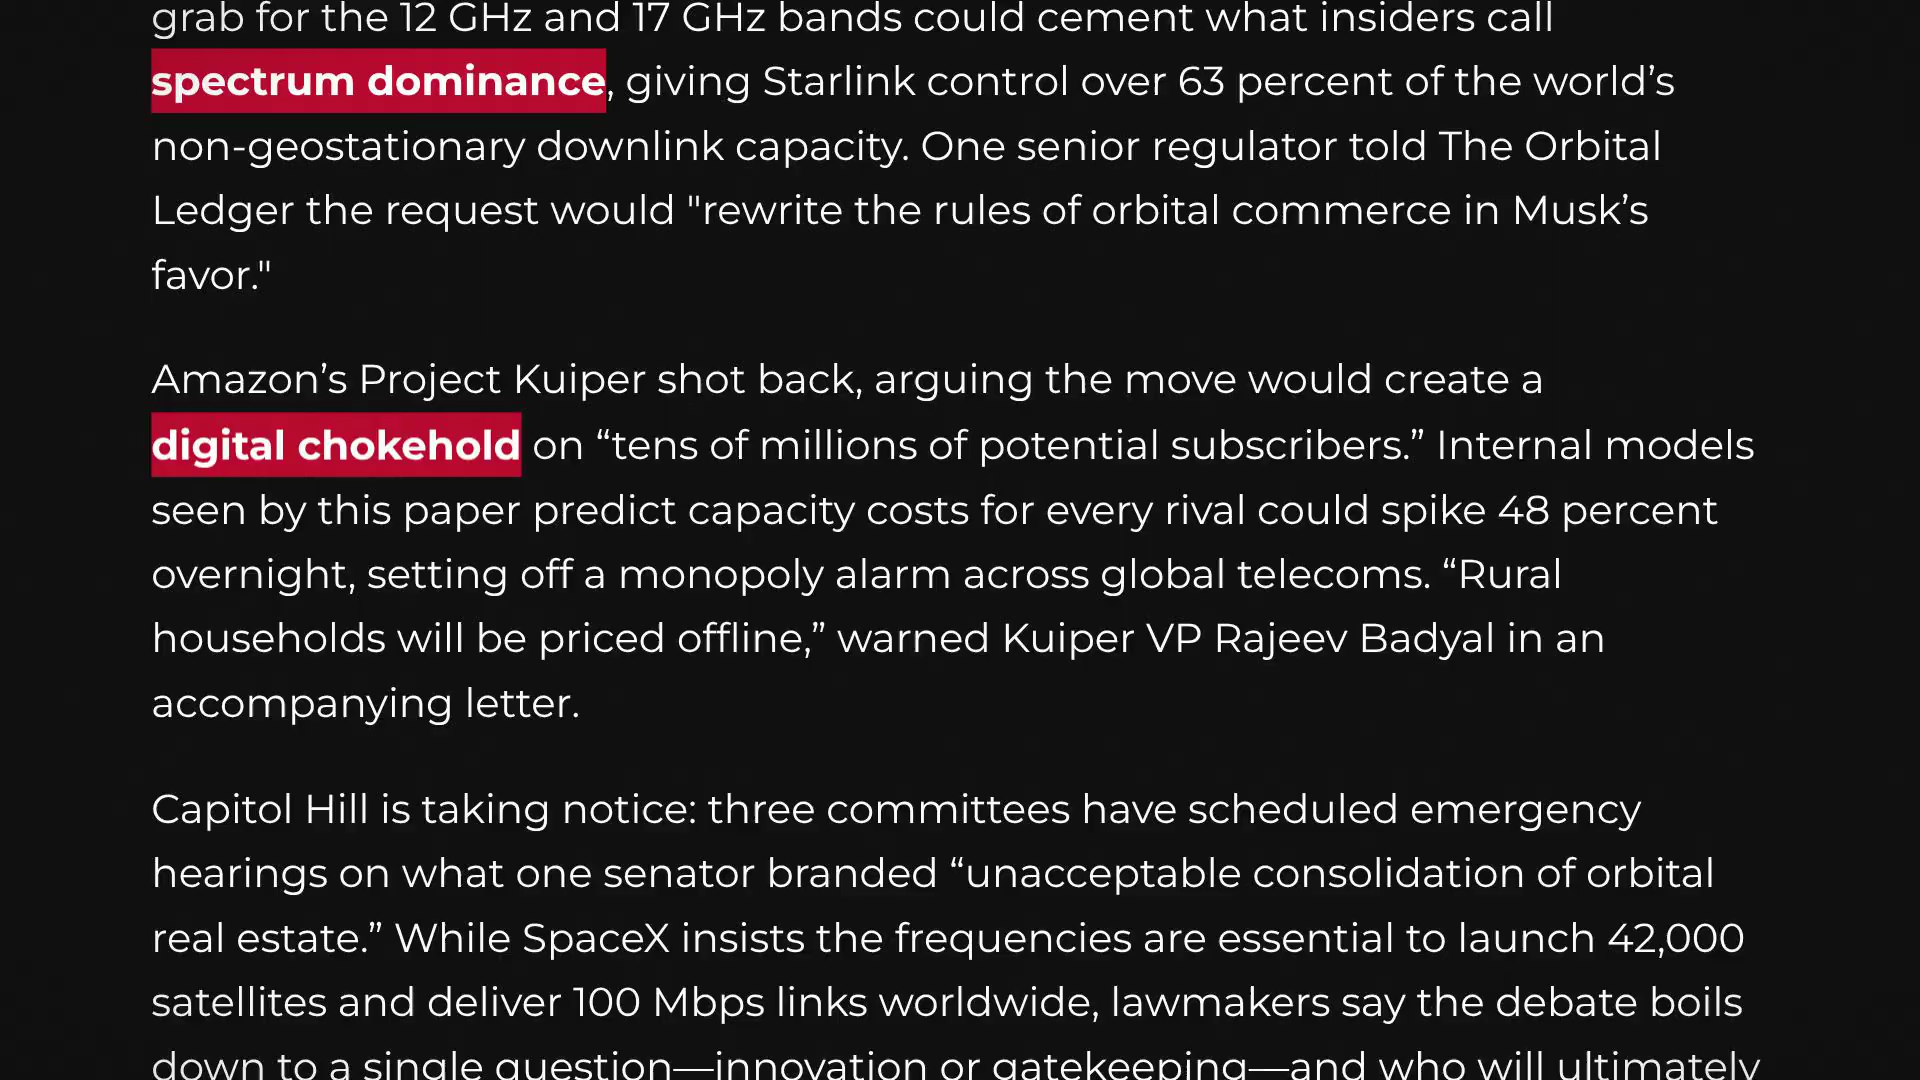 grab for the 12 GHz and 17 GHz bands could cement what insiders call
spectrum dominance, giving Starlink control over 63 percent of the world’s
non-geostationary downlink capacity. One senior regulator told The Orbital
Ledger the request would "rewrite the rules of orbital commerce in Musk’s
favor."
Amazon’s Project Kuiper shot back, arguing the move would create a
digital chokehold on “tens of millions of potential subscribers.” Internal models
seen by this paper predict capacity costs for every rival could spike 48 percent
overnight, setting off a monopoly alarm across global telecoms. “Rural
households will be priced offline,” warned Kuiper VP Rajeev Badyal in an
accompanying letter.
Capitol Hill is taking notice: three committees have scheduled emergency
hearings on what one senator branded “unacceptable consolidation of orbital
real estate.” While SpaceX insists the frequencies are essential to launch 42,000
satellites and deliver 100 Mbps links worldwide, lawmakers say the debate boils
down to a single question—innovation or gatekeeping—and who will ultimately